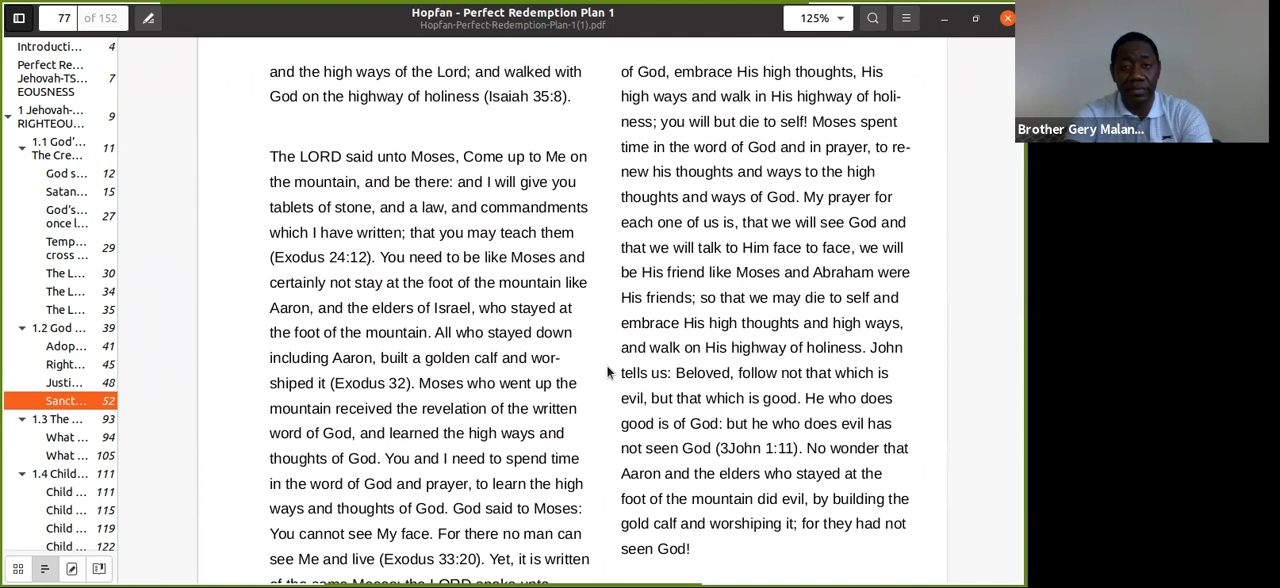 77
of 152
Hopfan - Perfect Redemption Plan 1
Hopfan-Perfect-Redemption-Plan-1(1).pdf
125%
Introducti… 4
Perfect Re…
Jehovah-TS… 7
EOUSNESS
1 Jehovah-… 9
RIGHTEOU…
1.1 God'… 11
The Cre…
God s… 12
Satan… 15
God's… 27
once l…
Temp… 29
cross …
The L… 30
The L… 34
The L… 35
1.2 God … 39
Adop… 41
Right… 45
Justi… 48
Sanct… 52
1.3 The … 93
What … 94
What … 105
1.4 Child… 111
Child … 111
Child … 115
Child … 119
Child … 122
and the high ways of the Lord; and walked with
God on the highway of holiness (Isaiah 35:8).
The LORD said unto Moses, Come up to Me on
the mountain, and be there: and I will give you
tablets of stone, and a law, and commandments
which I have written; that you may teach them
(Exodus 24:12). You need to be like Moses and
certainly not stay at the foot of the mountain like
Aaron, and the elders of Israel, who stayed at
the foot of the mountain. All who stayed down
including Aaron, built a golden calf and wor-
shiped it (Exodus 32). Moses who went up the
mountain received the revelation of the written
word of God, and learned the high ways and
thoughts of God. You and I need to spend time
in the word of God and prayer, to learn the high
ways and thoughts of God. God said to Moses:
You cannot see My face. For there no man can
see Me and live (Exodus 33:20). Yet, it is written
of the same Moses: the LORD spake unto
of God, embrace His high thoughts, His
high ways and walk in His highway of holi-
ness; you will but die to self! Moses spent
time in the word of God and in prayer, to re-
new his thoughts and ways to the high
thoughts and ways of God. My prayer for
each one of us is, that we will see God and
that we will talk to Him face to face, we will
be His friend like Moses and Abraham were
His friends; so that we may die to self and
embrace His high thoughts and high ways,
and walk on His highway of holiness. John
tells us: Beloved, follow not that which is
evil, but that which is good. He who does
good is of God: but he who does evil has
not seen God (3John 1:11). No wonder that
Aaron and the elders who stayed at the
foot of the mountain did evil, by building the
gold calf and worshiping it; for they had not
seen God!
Brother Gery Malan...